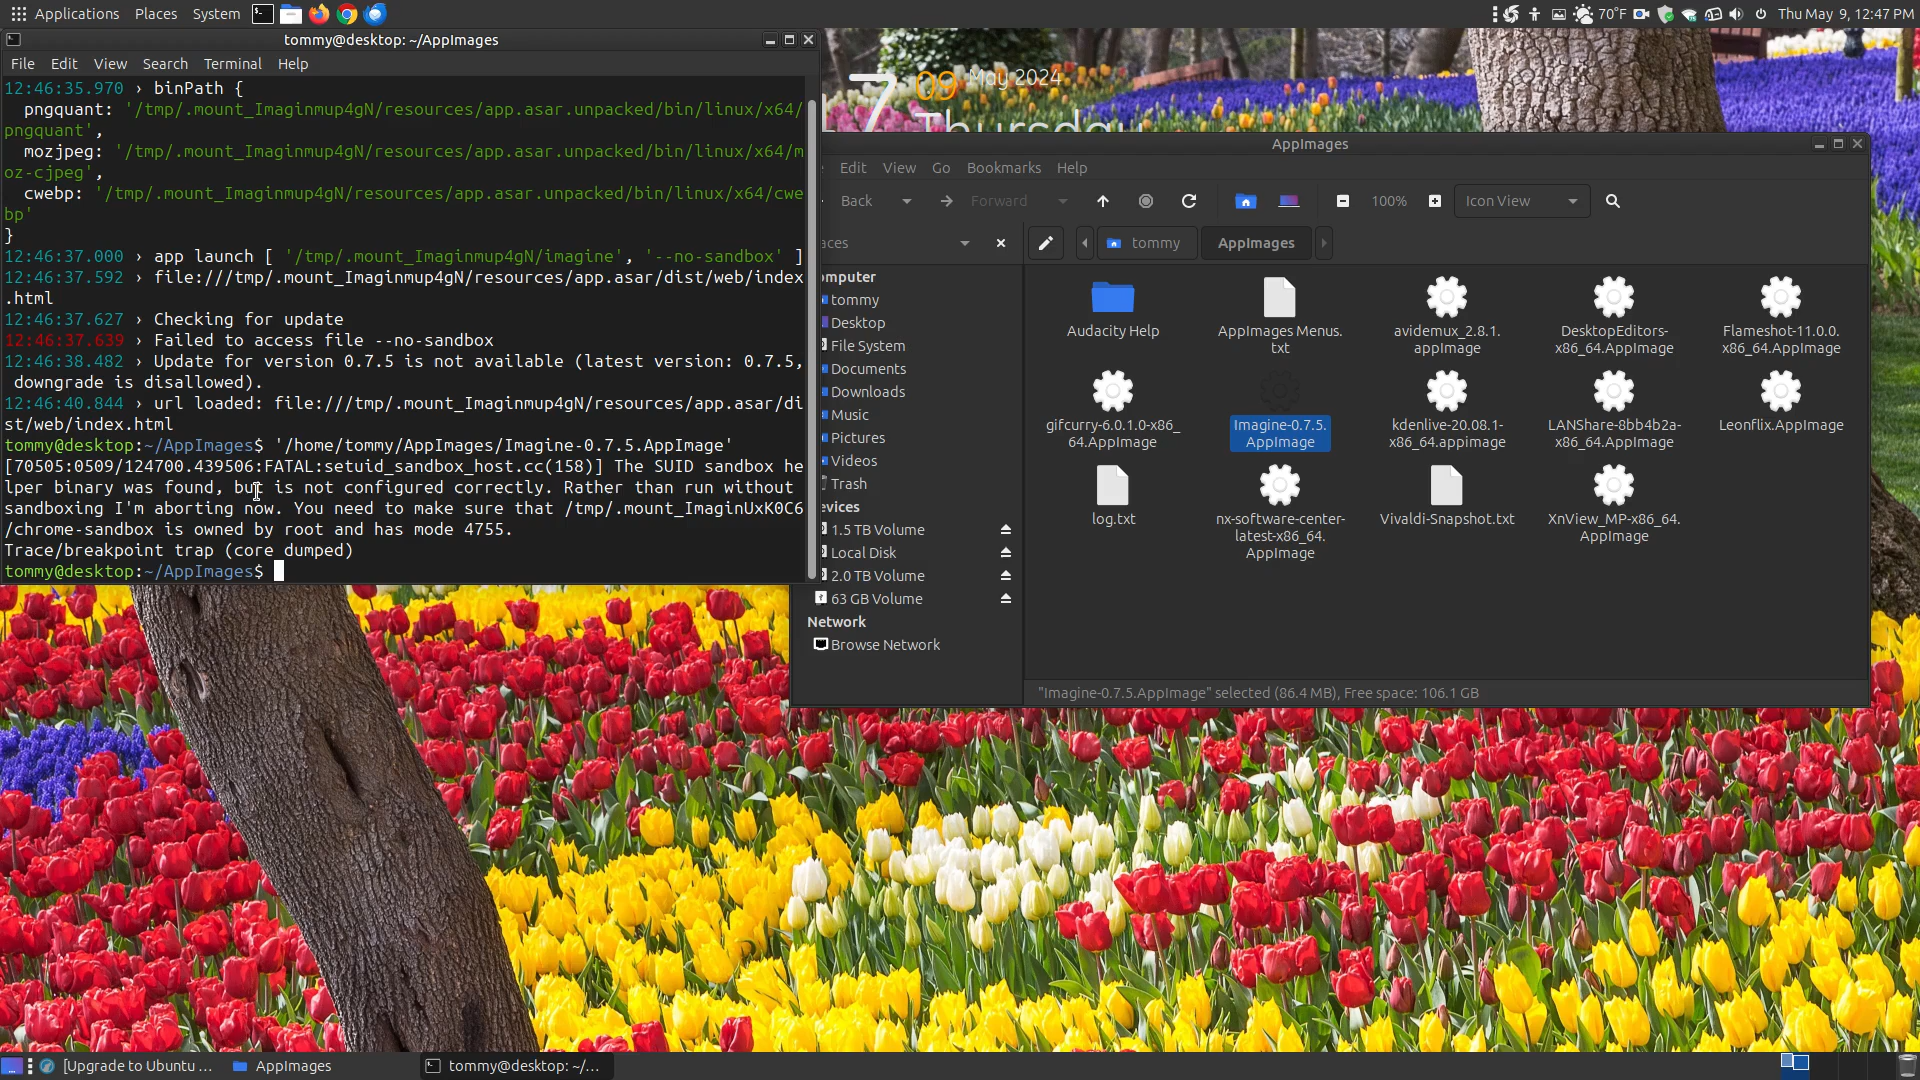 Applications Places System
70°F Thu May 9, 12:47 PM
tommy@desktop: ~/AppImages
File Edit View Search Terminal Help
12:46:35.970 › binPath {
pngquant: '/tmp/.mount_Imaginmup4gN/resources/app.asar.unpacked/bin/linux/x64/
pngquant',
mozjpeg: '/tmp/.mount_Imaginmup4gN/resources/app.asar.unpacked/bin/linux/x64/m
oz-cjpeg',
cwebp: '/tmp/.mount_Imaginmup4gN/resources/app.asar.unpacked/bin/linux/x64/cwe
bp'
}
12:46:37.000 › app launch [ '/tmp/.mount_Imaginmup4gN/imagine', '--no-sandbox' ]
12:46:37.592 › file:///tmp/.mount_Imaginmup4gN/resources/app.asar/dist/web/index
.html
12:46:37.627 › Checking for update
12:46:37.639 › Failed to access file --no-sandbox
12:46:38.482 › Update for version 0.7.5 is not available (latest version: 0.7.5,
downgrade is disallowed).
12:46:40.844 › url loaded: file:///tmp/.mount_Imaginmup4gN/resources/app.asar/di
st/web/index.html
tommy@desktop:~/AppImages$ '/home/tommy/AppImages/Imagine-0.7.5.AppImage'
[70505:0509/124700.439506:FATAL:setuid_sandbox_host.cc(158)] The SUID sandbox he
lper binary was found, but is not configured correctly. Rather than run without
sandboxing I'm aborting now. You need to make sure that /tmp/.mount_ImaginUxK0C6
/chrome-sandbox is owned by root and has mode 4755.
Trace/breakpoint trap (core dumped)
tommy@desktop:~/AppImages$
7 09 May 2024
Thursday
AppImages
Edit View Go Bookmarks Help
Back Forward 100% Icon View
aces
tommy AppImages
omputer
tommy
Desktop
File System
Documents
Downloads
Music
Pictures
Videos
Trash
evices
1.5 TB Volume
Local Disk
2.0 TB Volume
63 GB Volume
Network
Browse Network
Audacity Help
AppImages Menus.
txt
avidemux_2.8.1.
appImage
DesktopEditors-
x86_64.AppImage
Flameshot-11.0.0.
x86_64.AppImage
gifcurry-6.0.1.0-x86_
64.AppImage
Imagine-0.7.5.
AppImage
kdenlive-20.08.1-
x86_64.appimage
LANShare-8bb4b2a-
x86_64.AppImage
Leonflix.AppImage
log.txt
nx-software-center-
latest-x86_64.
AppImage
Vivaldi-Snapshot.txt
XnView_MP-x86_64.
AppImage
"Imagine-0.7.5.AppImage" selected (86.4 MB), Free space: 106.1 GB
[Upgrade to Ubuntu ...
AppImages
tommy@desktop: ~/...